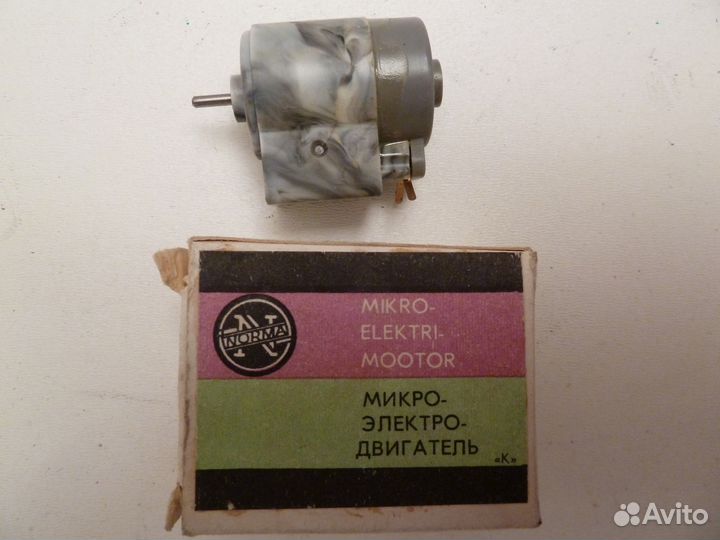 NORMA
MIKRO-
ELEKTRI-
MOOTOR
МИКРО-
ЭЛЕКТРО-
ДВИГАТЕЛЬ
«К»
Avito